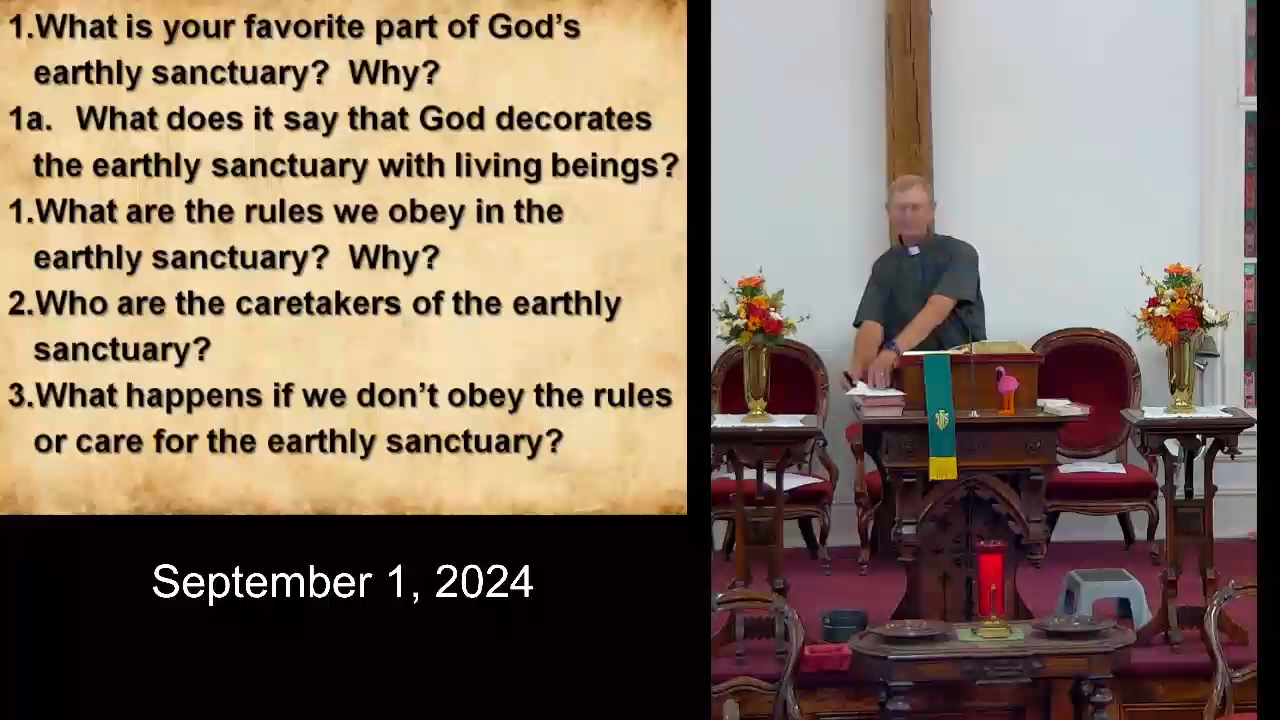 1.What is your favorite part of God's
earthly sanctuary?  Why?
1a.  What does it say that God decorates
the earthly sanctuary with living beings?
1.What are the rules we obey in the
earthly sanctuary?  Why?
2.Who are the caretakers of the earthly
sanctuary?
3.What happens if we don't obey the rules
or care for the earthly sanctuary?
September 1, 2024